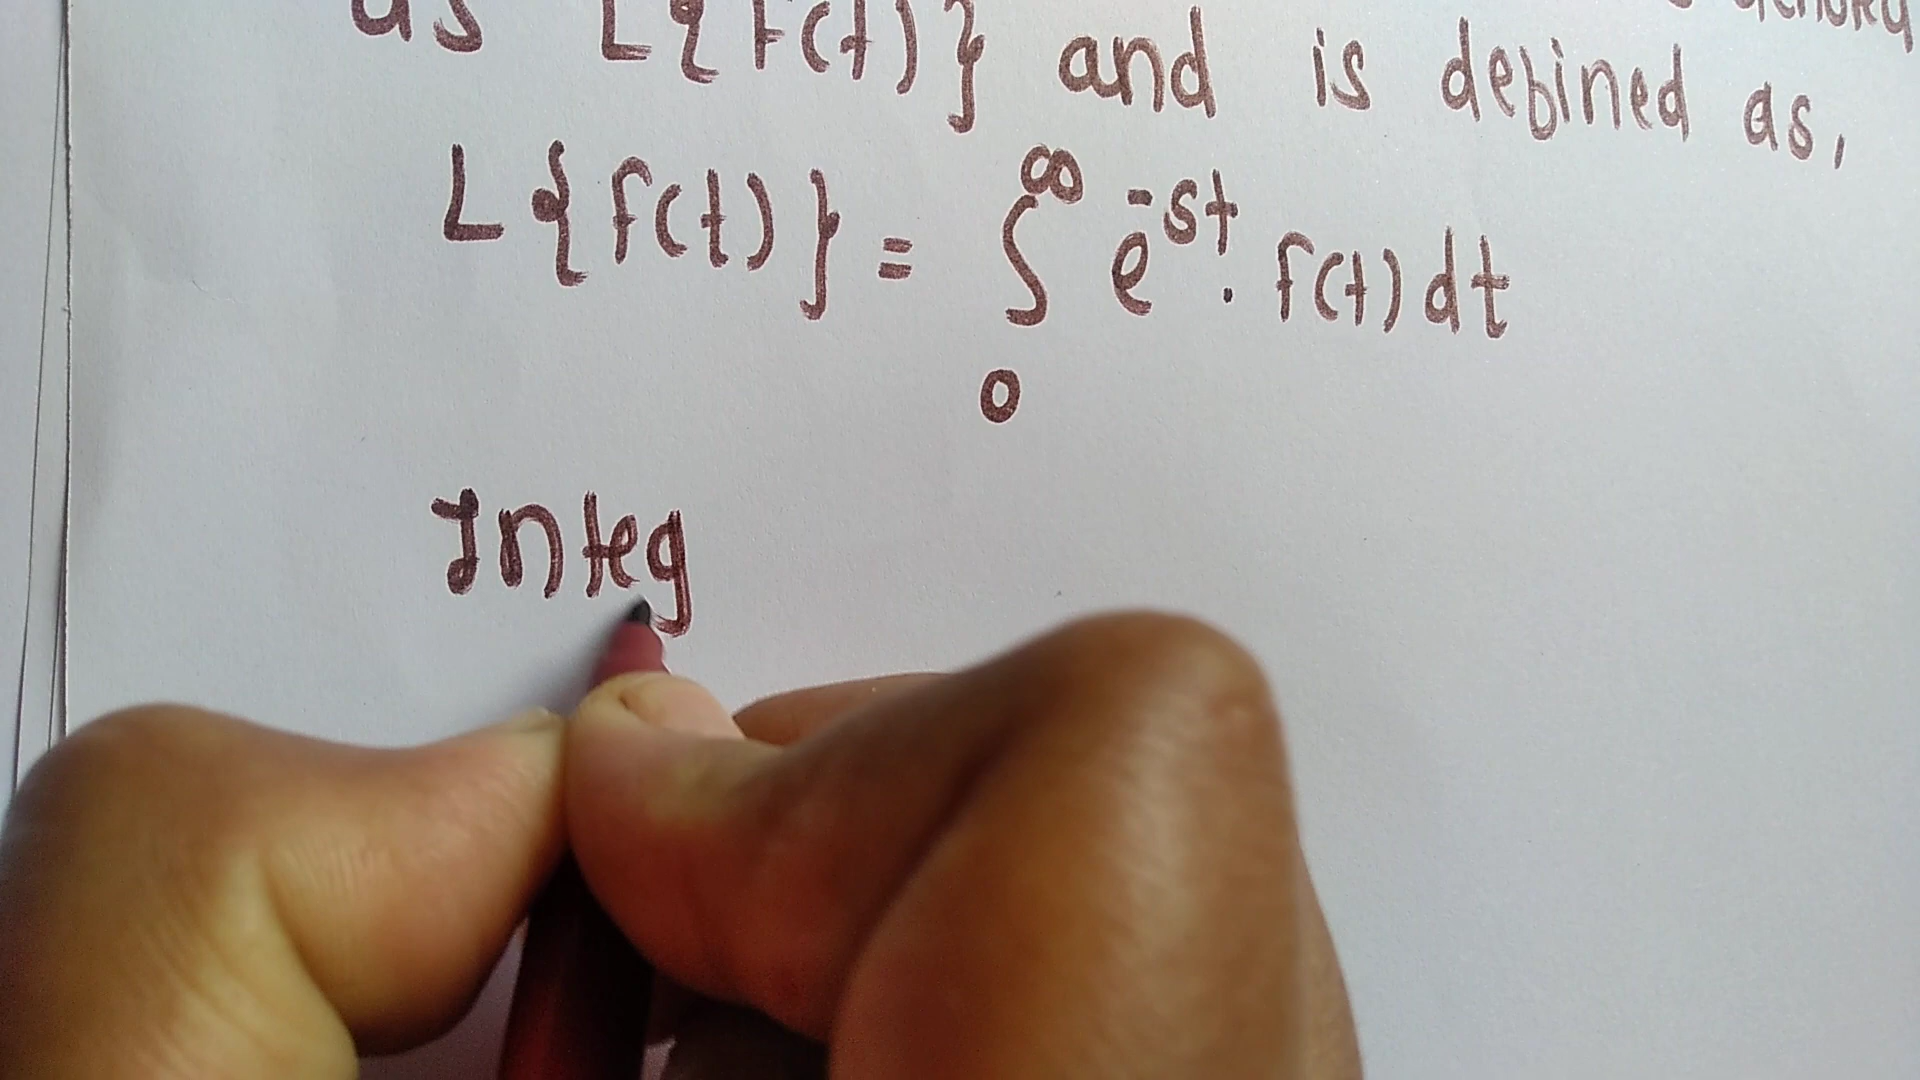 as L{f(t)} and is defined as,
L{f(t)} = ∫₀^∞ e^-st . f(t) dt
Integ